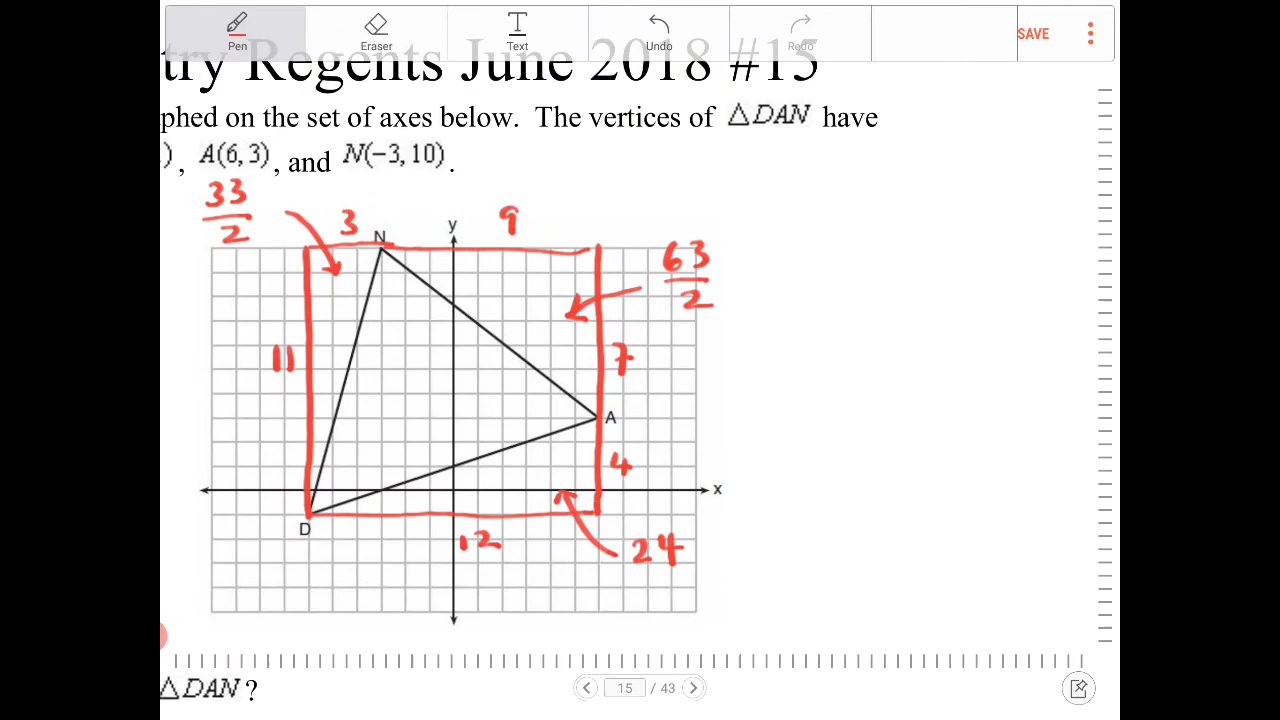 Pen
Eraser
Text
Undo
Redo
SAVE
try Regents June 2018 #15
phed on the set of axes below. The vertices of △DAN have
), A(6, 3), and N(−3, 10).
33
2
3
N
y
9
63
2
11
7
A
4
x
D
12
24
△DAN?
15 / 43